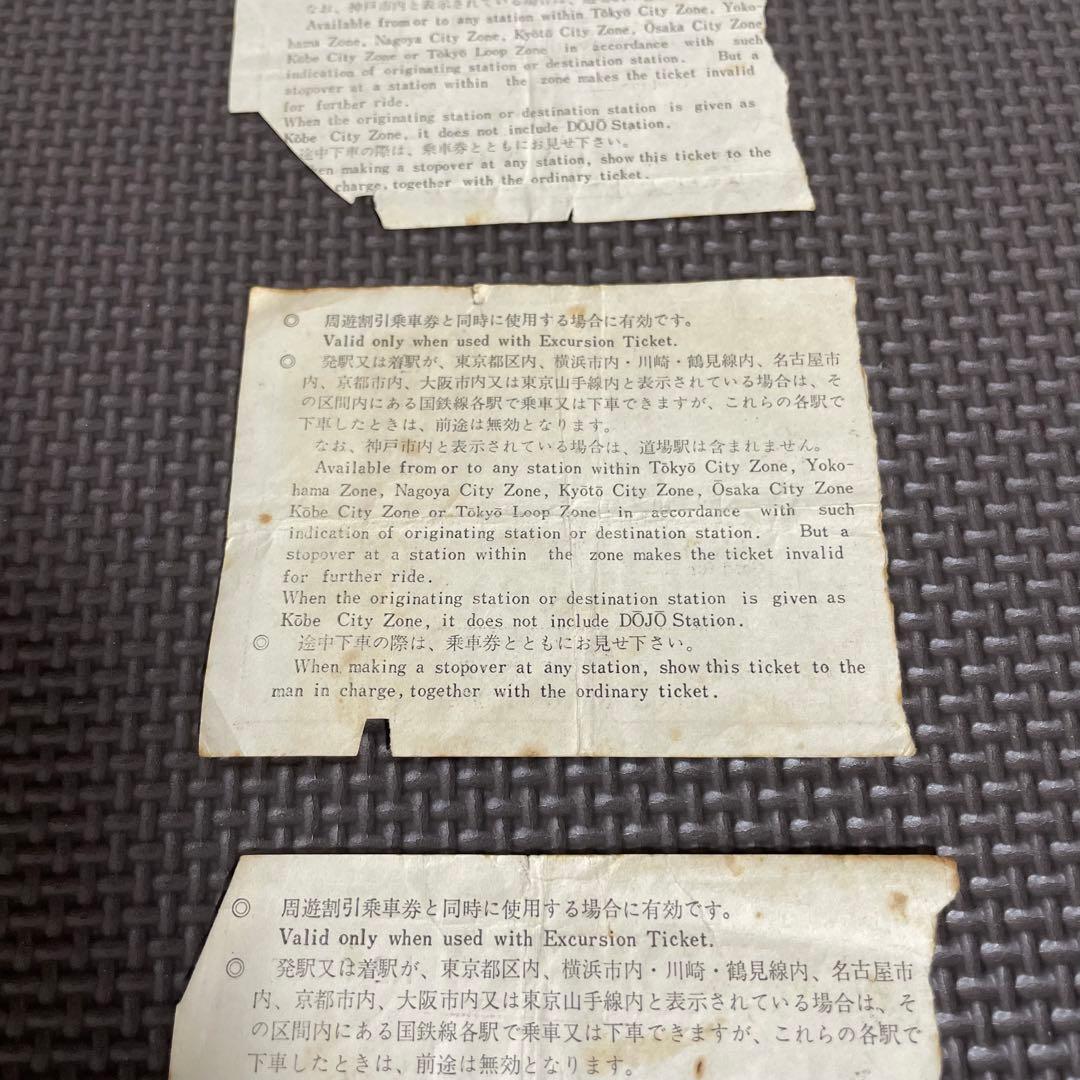 なお、神戸市内と表示されている場合は、道
Available from or to any station within Tōkyō City Zone, Yoko-
hama Zone, Nagoya City Zone, Kyōtō City Zone, Ōsaka City Zone
Kōbe City Zone or Tōkyō Loop Zone in accordance with such
indication of originating station or destination station. But a
stopover at a station within the zone makes the ticket invalid
for further ride.
When the originating station or destination station is given as
Kōbe City Zone, it does not include DŌJŌ Station.
途中下車の際は、乗車券とともにお見せ下さい。
en making a stopover at any station, show this ticket to the
charge, together with the ordinary ticket.
◎ 周遊割引乗車券と同時に使用する場合に有効です。
Valid only when used with Excursion Ticket.
◎ 発駅又は着駅が、東京都区内、横浜市内・川崎・鶴見線内、名古屋市
内、京都市内、大阪市内又は東京山手線内と表示されている場合は、そ
の区間内にある国鉄線各駅で乗車又は下車できますが、これらの各駅で
下車したときは、前途は無効となります。
なお、神戸市内と表示されている場合は、道場駅は含まれません。
Available from or to any station within Tōkyō City Zone, Yoko-
hama Zone, Nagoya City Zone, Kyōtō City Zone, Ōsaka City Zone
Kōbe City Zone or Tōkyō Loop Zone in accordance with such
indication of originating station or destination station. But a
stopover at a station within the zone makes the ticket invalid
for further ride.
When the originating station or destination station is given as
Kōbe City Zone, it does not include DŌJŌ Station.
◎ 途中下車の際は、乗車券とともにお見せ下さい。
When making a stopover at any station, show this ticket to the
man in charge, together with the ordinary ticket.
◎ 周遊割引乗車券と同時に使用する場合に有効です。
Valid only when used with Excursion Ticket.
◎ 発駅又は着駅が、東京都区内、横浜市内・川崎・鶴見線内、名古屋市
内、京都市内、大阪市内又は東京山手線内と表示されている場合は、そ
の区間内にある国鉄線各駅で乗車又は下車できますが、これらの各駅で
下車したときは、前途は無効となります。